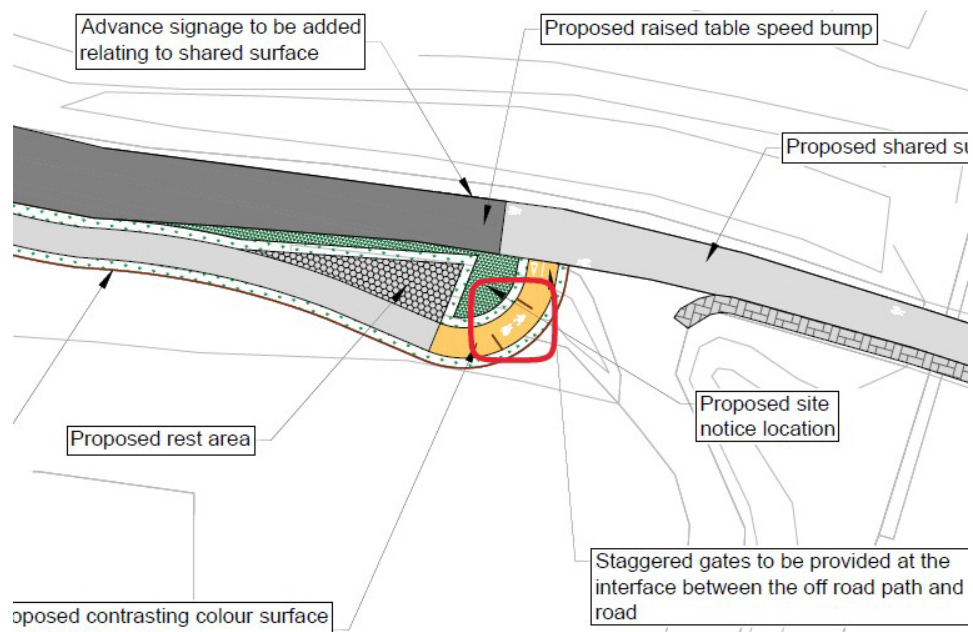 Advance signage to be added
relating to shared surface
Proposed raised table speed bump
Proposed shared su
Proposed rest area
Proposed site
notice location
Staggered gates to be provided at the
interface between the off road path and
road
oposed contrasting colour surface